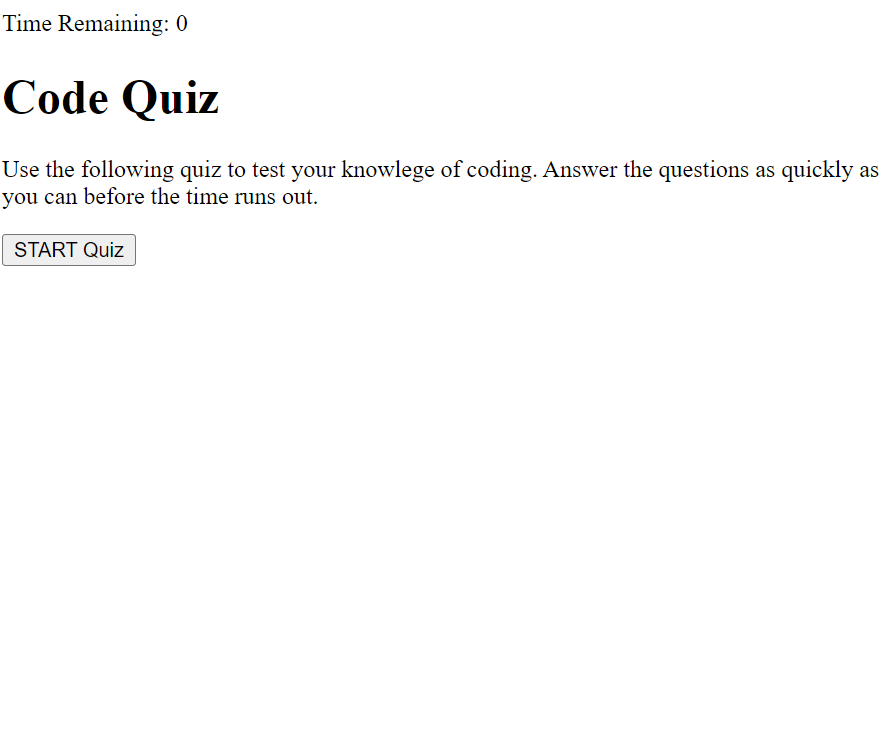 Time Remaining: 0
Code Quiz
Use the following quiz to test your knowlege of coding. Answer the questions as quickly as
you can before the time runs out.
START Quiz